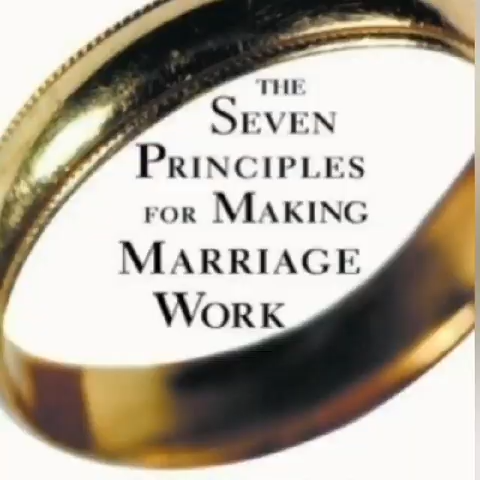 THE
SEVEN
PRINCIPLES
FOR MAKING
MARRIAGE
WORK